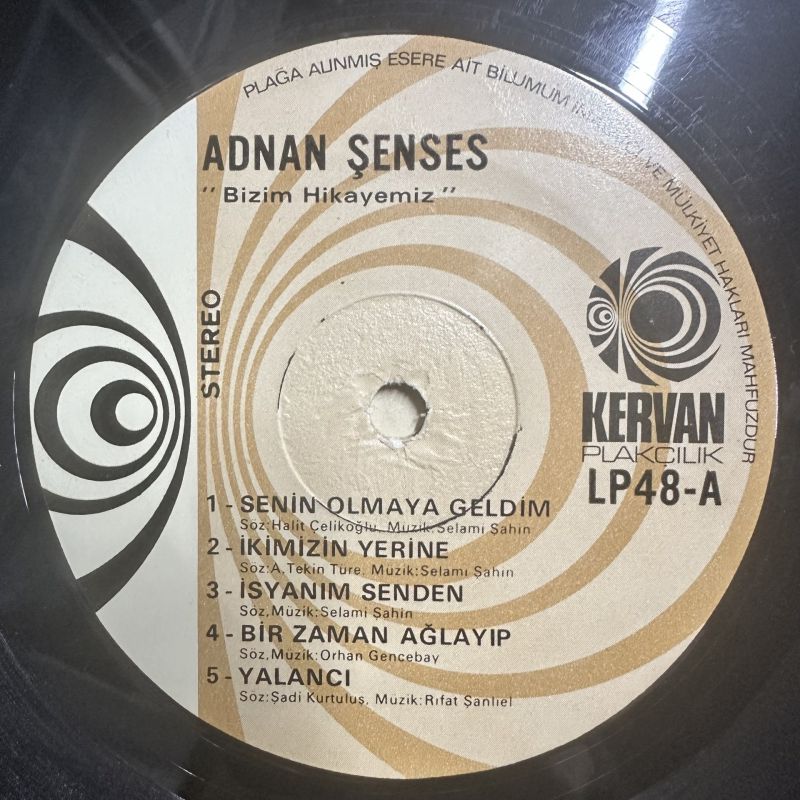 PLAĞA ALINMIŞ ESERE AİT BİLUMUM VE MÜLKİYET HAKLARI MAHFUZDUR
ADNAN ŞENSES
"Bizim Hikayemiz"
STEREO
KERVAN
PLAKÇILIK
LP48-A
1 - SENİN OLMAYA GELDİM
Söz:Halit Çelikoğlu, Müzik:Selami Şahin
2 - İKİMİZİN YERİNE
Söz:A.Tekin Türe, Müzik:Selami Şahin
3 - İSYANIM SENDEN
Söz,Müzik:Selami Şahin
4 - BİR ZAMAN AĞLAYIP
Söz,Müzik:Orhan Gencebay
5 - YALANCI
Söz:Şadi Kurtuluş, Müzik:Rıfat Şanlıel